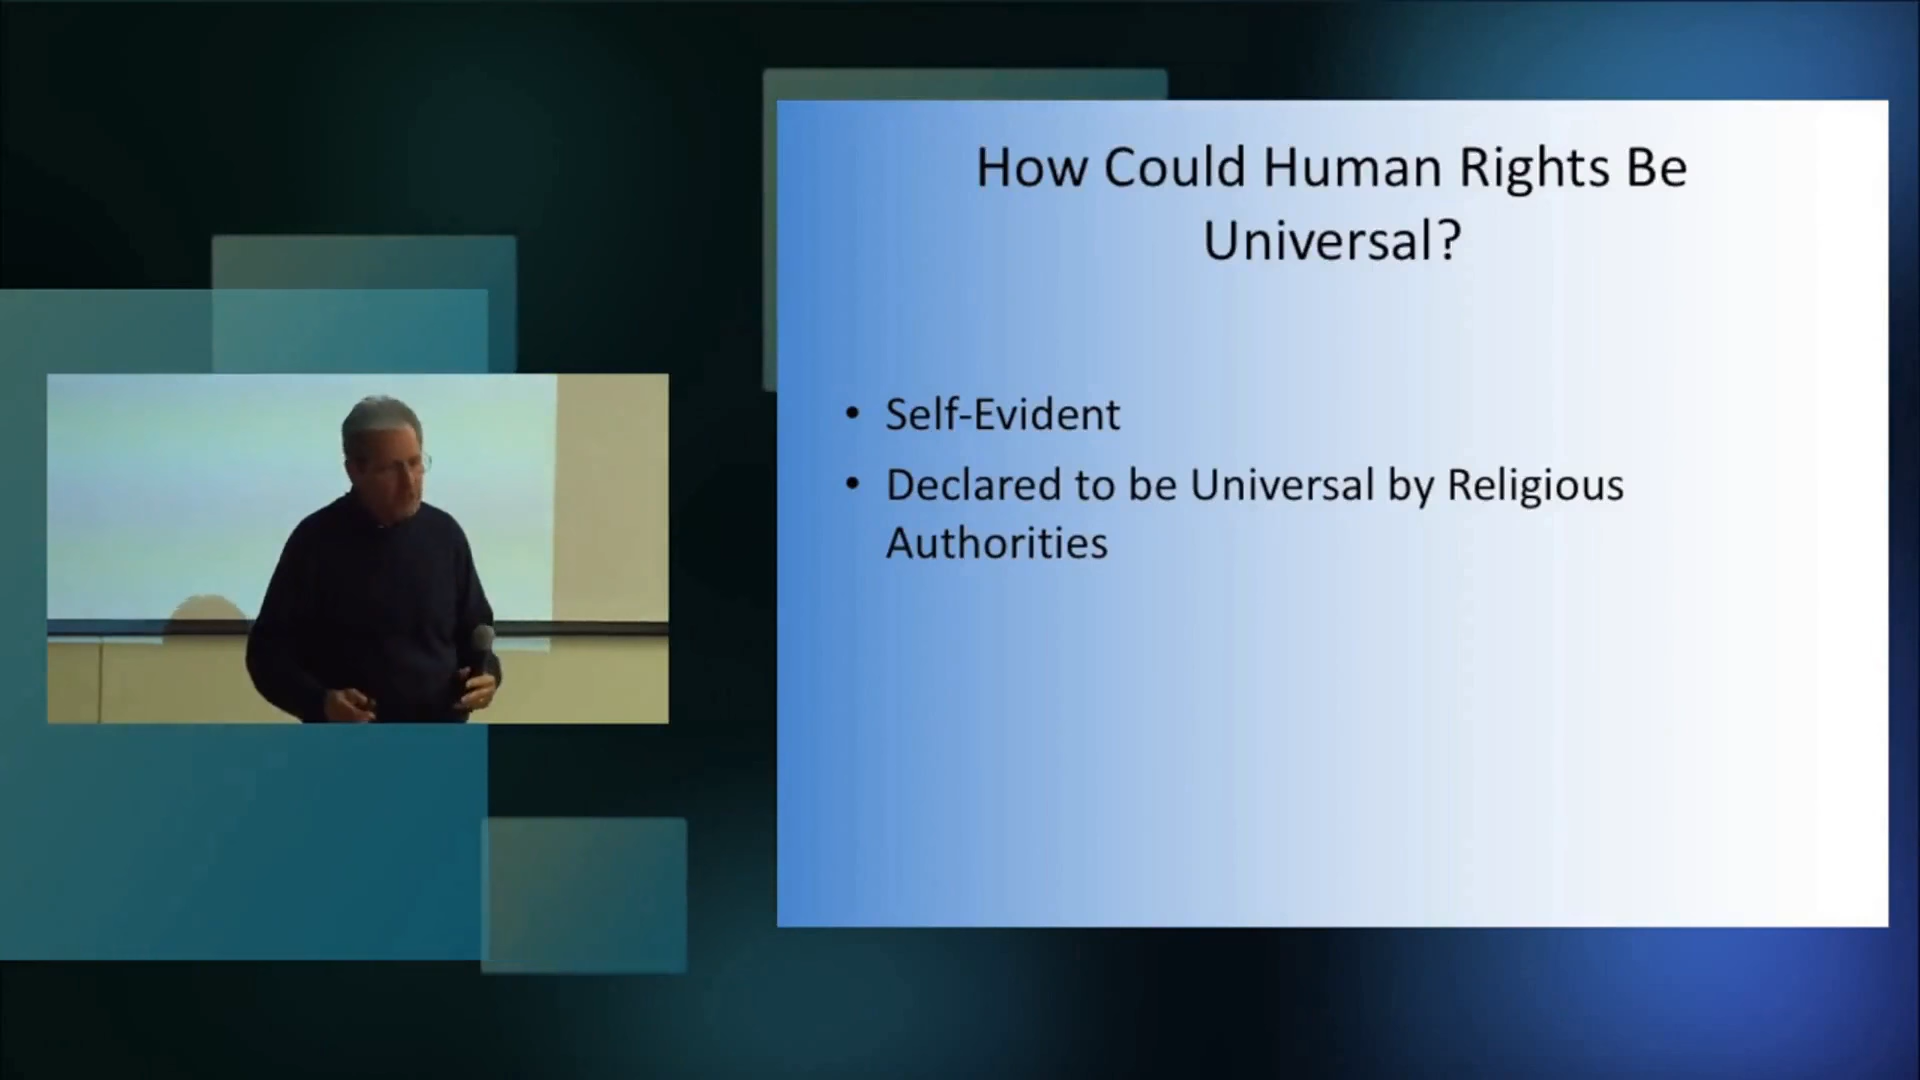 How Could Human Rights Be
Universal?
• Self-Evident
• Declared to be Universal by Religious
Authorities